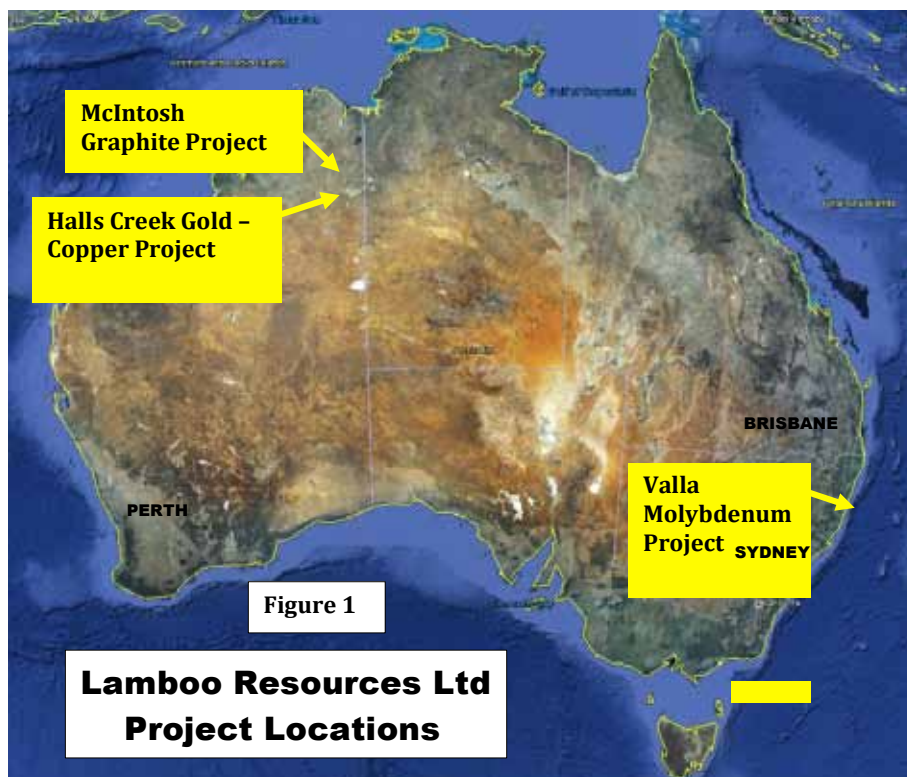 McIntosh
Graphite Project
Halls Creek Gold –
Copper Project
BRISBANE
Valla
Molybdenum
Project
SYDNEY
PERTH
Figure 1
Lamboo Resources Ltd
Project Locations